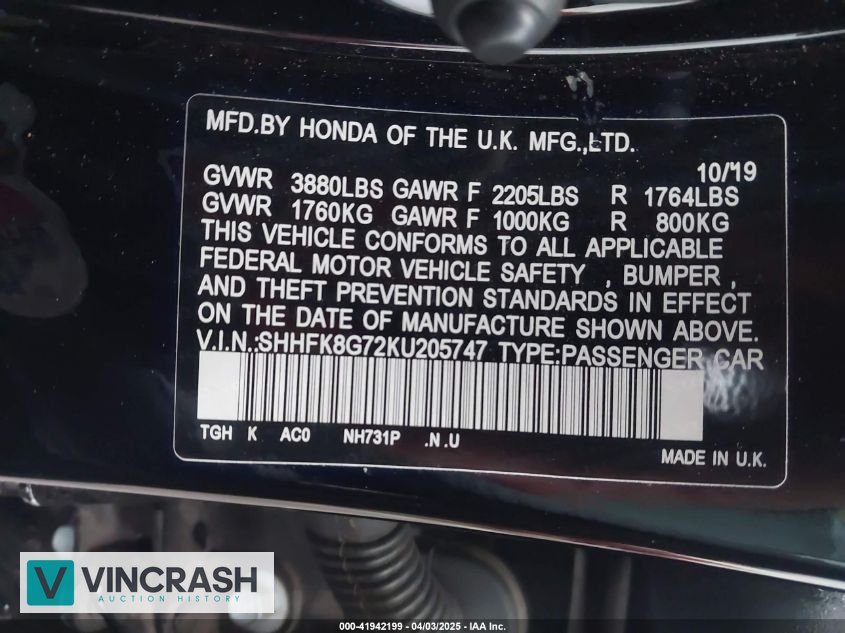 MFD.BY HONDA OF THE U.K. MFG.,LTD.
10/19
GVWR 3880LBS GAWR F 2205LBS R 1764LBS
GVWR 1760KG GAWR F 1000KG R 800KG
THIS VEHICLE CONFORMS TO ALL APPLICABLE
FEDERAL MOTOR VEHICLE SAFETY , BUMPER ,
AND THEFT PREVENTION STANDARDS IN EFFECT
ON THE DATE OF MANUFACTURE SHOWN ABOVE.
V.I.N.:SHHFK8G72KU205747 TYPE:PASSENGER CAR
TGH K AC0 NH731P .N .U
MADE IN U.K.
V VINCRASH
AUCTION HISTORY
000-41942199 - 04/03/2025 - IAA Inc.